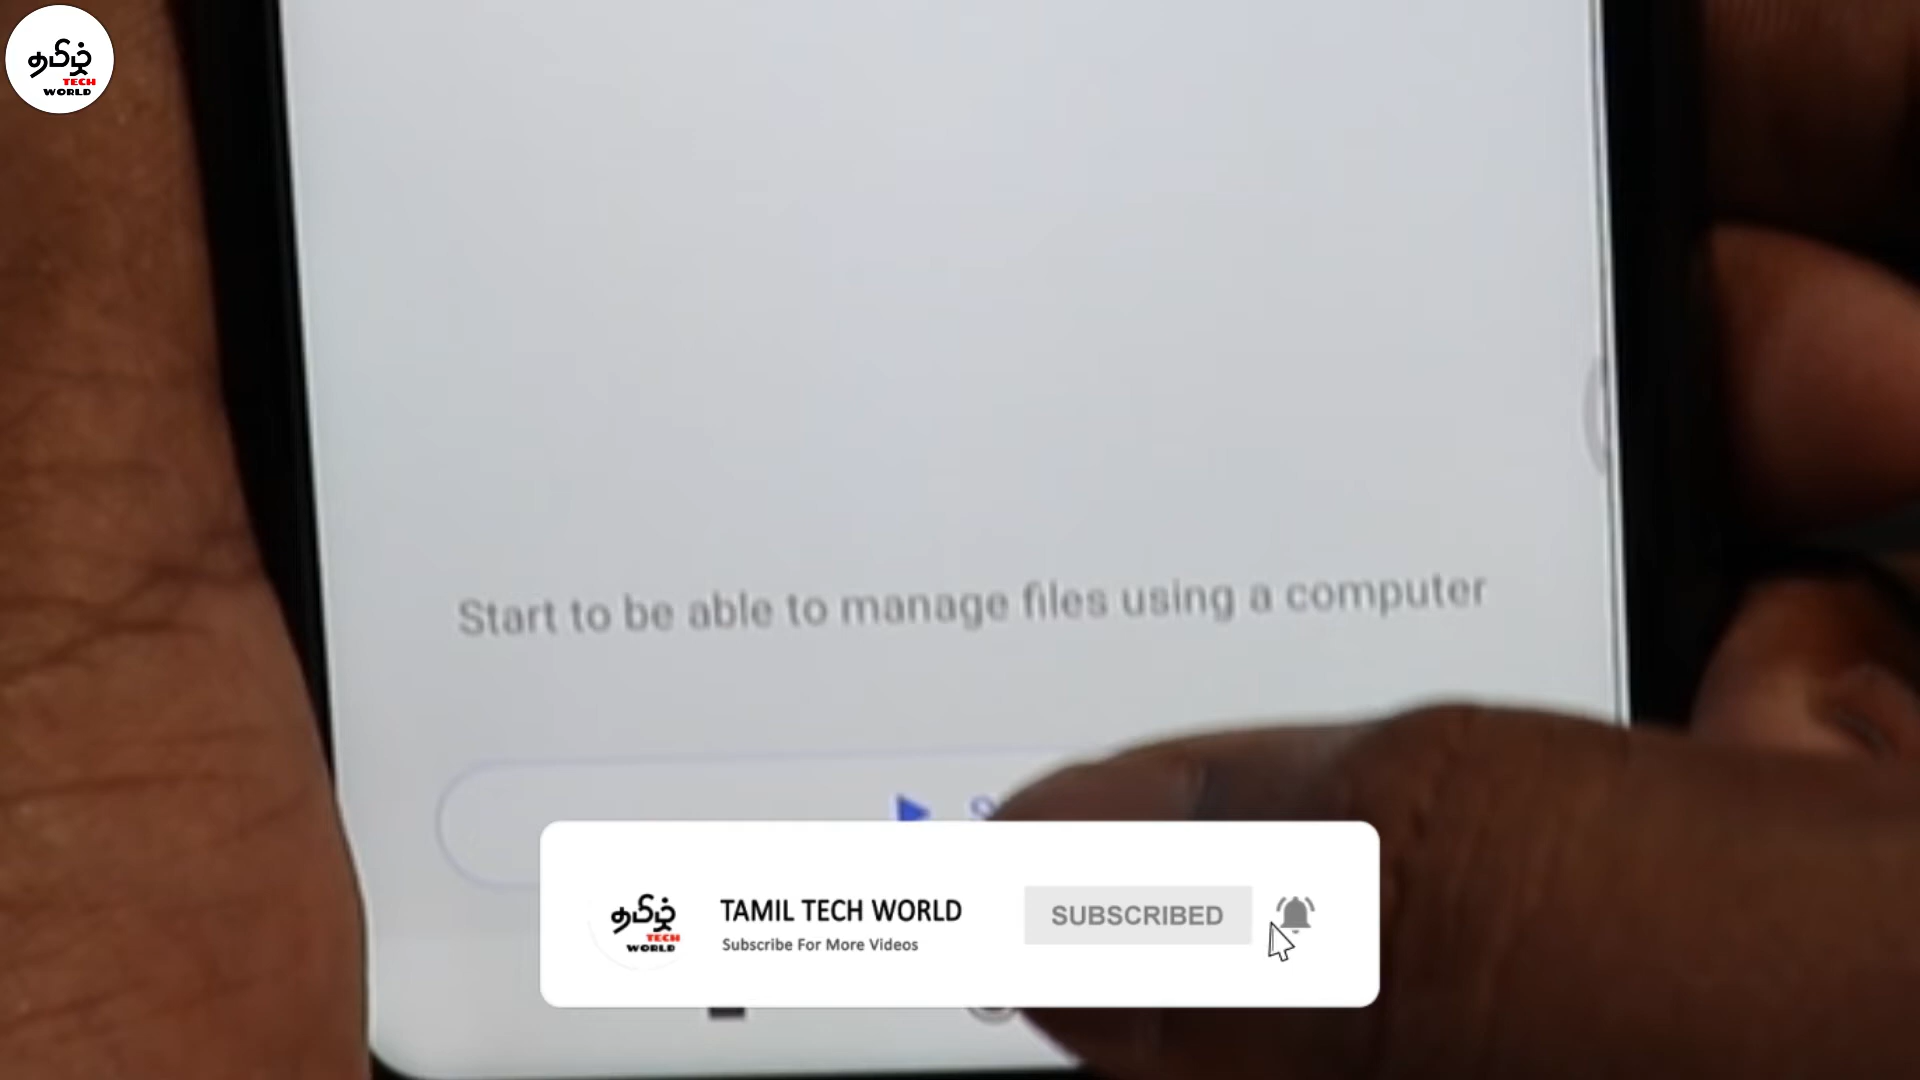 தமிழ்
TECH
WORLD
Start to be able to manage files using a computer
தமிழ்
TECH
WORLD
TAMIL TECH WORLD
Subscribe For More Videos
SUBSCRIBED